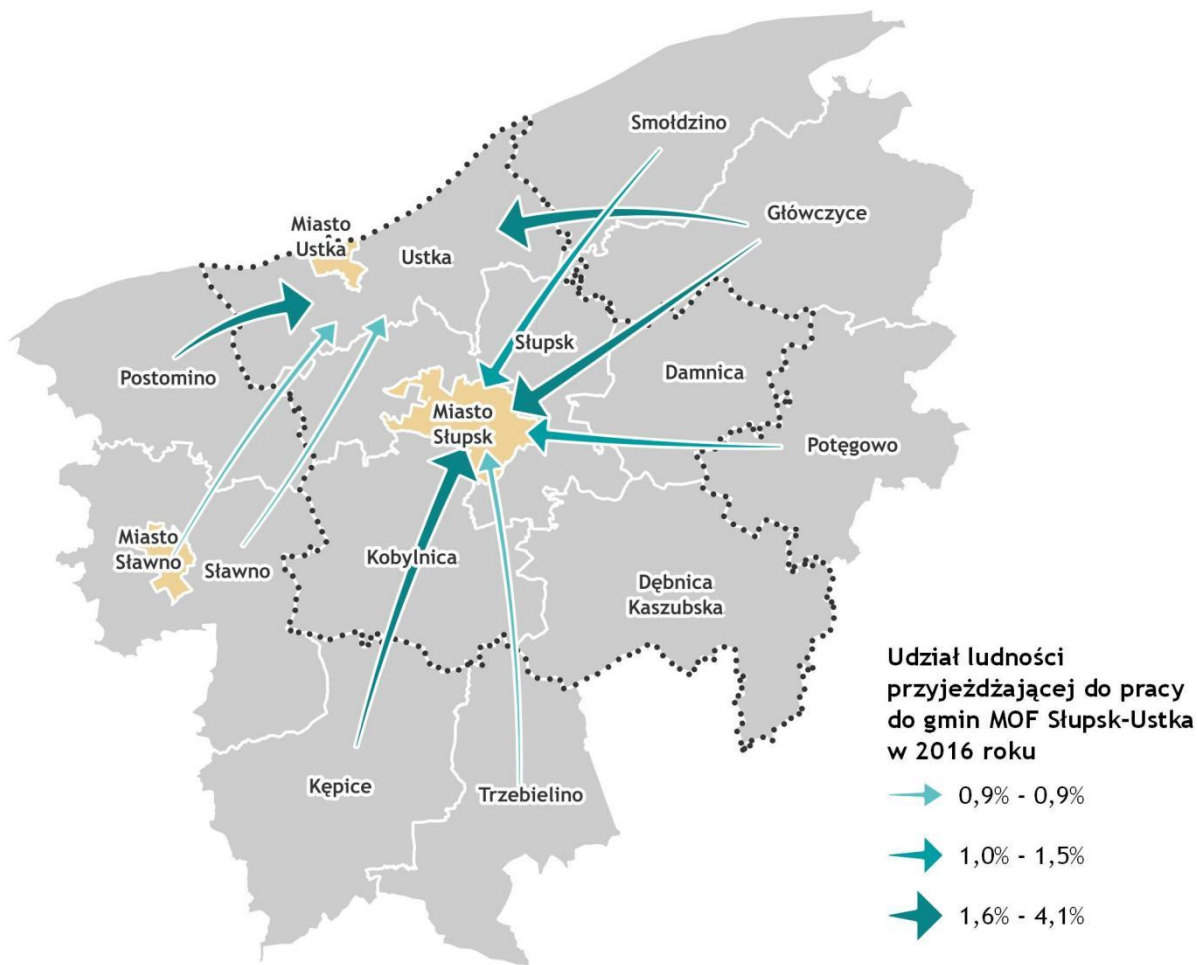 Smołdzino
Główczyce
Miasto
Ustka
Ustka
Słupsk
Postomino
Damnica
Miasto
Słupsk
Potęgowo
Miasto
Sławno
Sławno
Kobylnica
Dębnica
Kaszubska
Kępice
Trzebielino
Udział ludności
przyjeżdżającej do pracy
do gmin MOF Słupsk-Ustka
w 2016 roku
0,9% - 0,9%
1,0% - 1,5%
1,6% - 4,1%